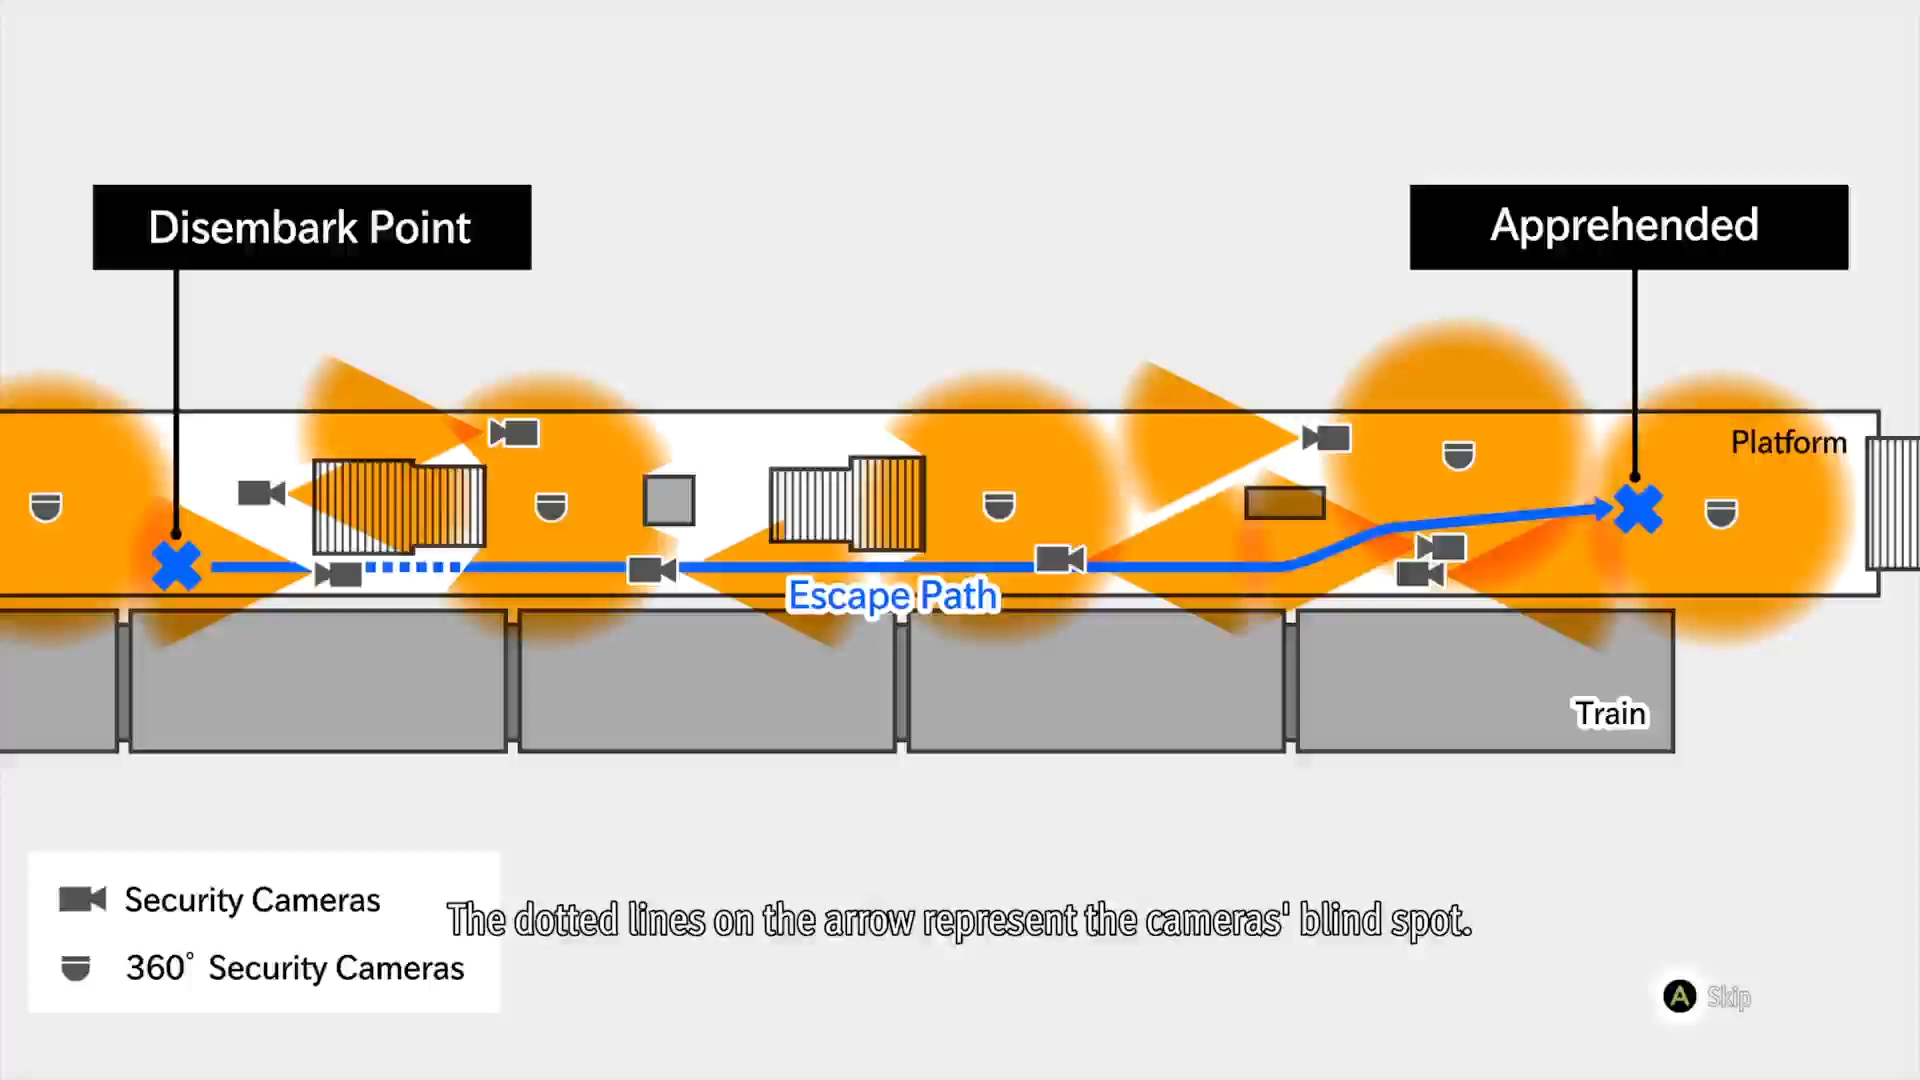 Disembark Point
Apprehended
Platform
Escape Path
Train
Security Cameras
360° Security Cameras
The dotted lines on the arrow represent the cameras' blind spot.
A Skip